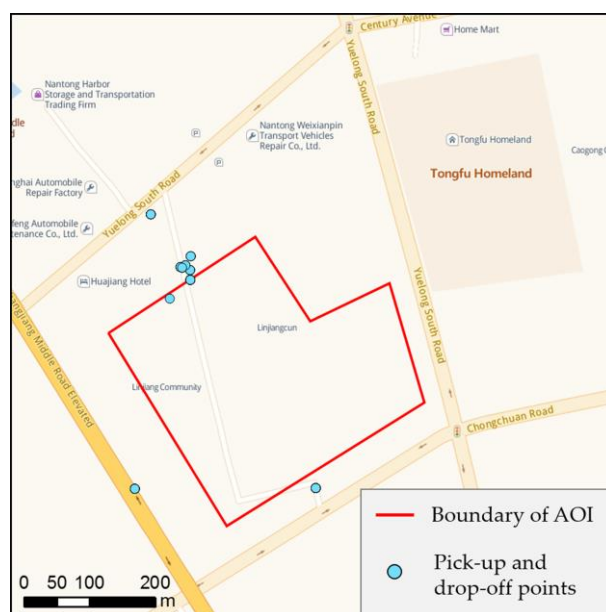 Century Avenue
Home Mart
Nantong Harbor
Storage and Transportation
Trading Firm
Yuelong South Road
Nantong Weixianpin
Transport Vehicles
Repair Co., Ltd.
Tongfu Homeland
Tongfu Homeland
Caogong
Automobile
Repair Factory
Automobile
Co., Ltd.
Yuelong South Road
Huajiang Hotel
Yuelong South Road
Linjiangcun
Linjiang Community
Middle Road Elevated
Chongchuan Road
Boundary of AOI
Pick-up and
drop-off points
0 50 100 200
m
P
P